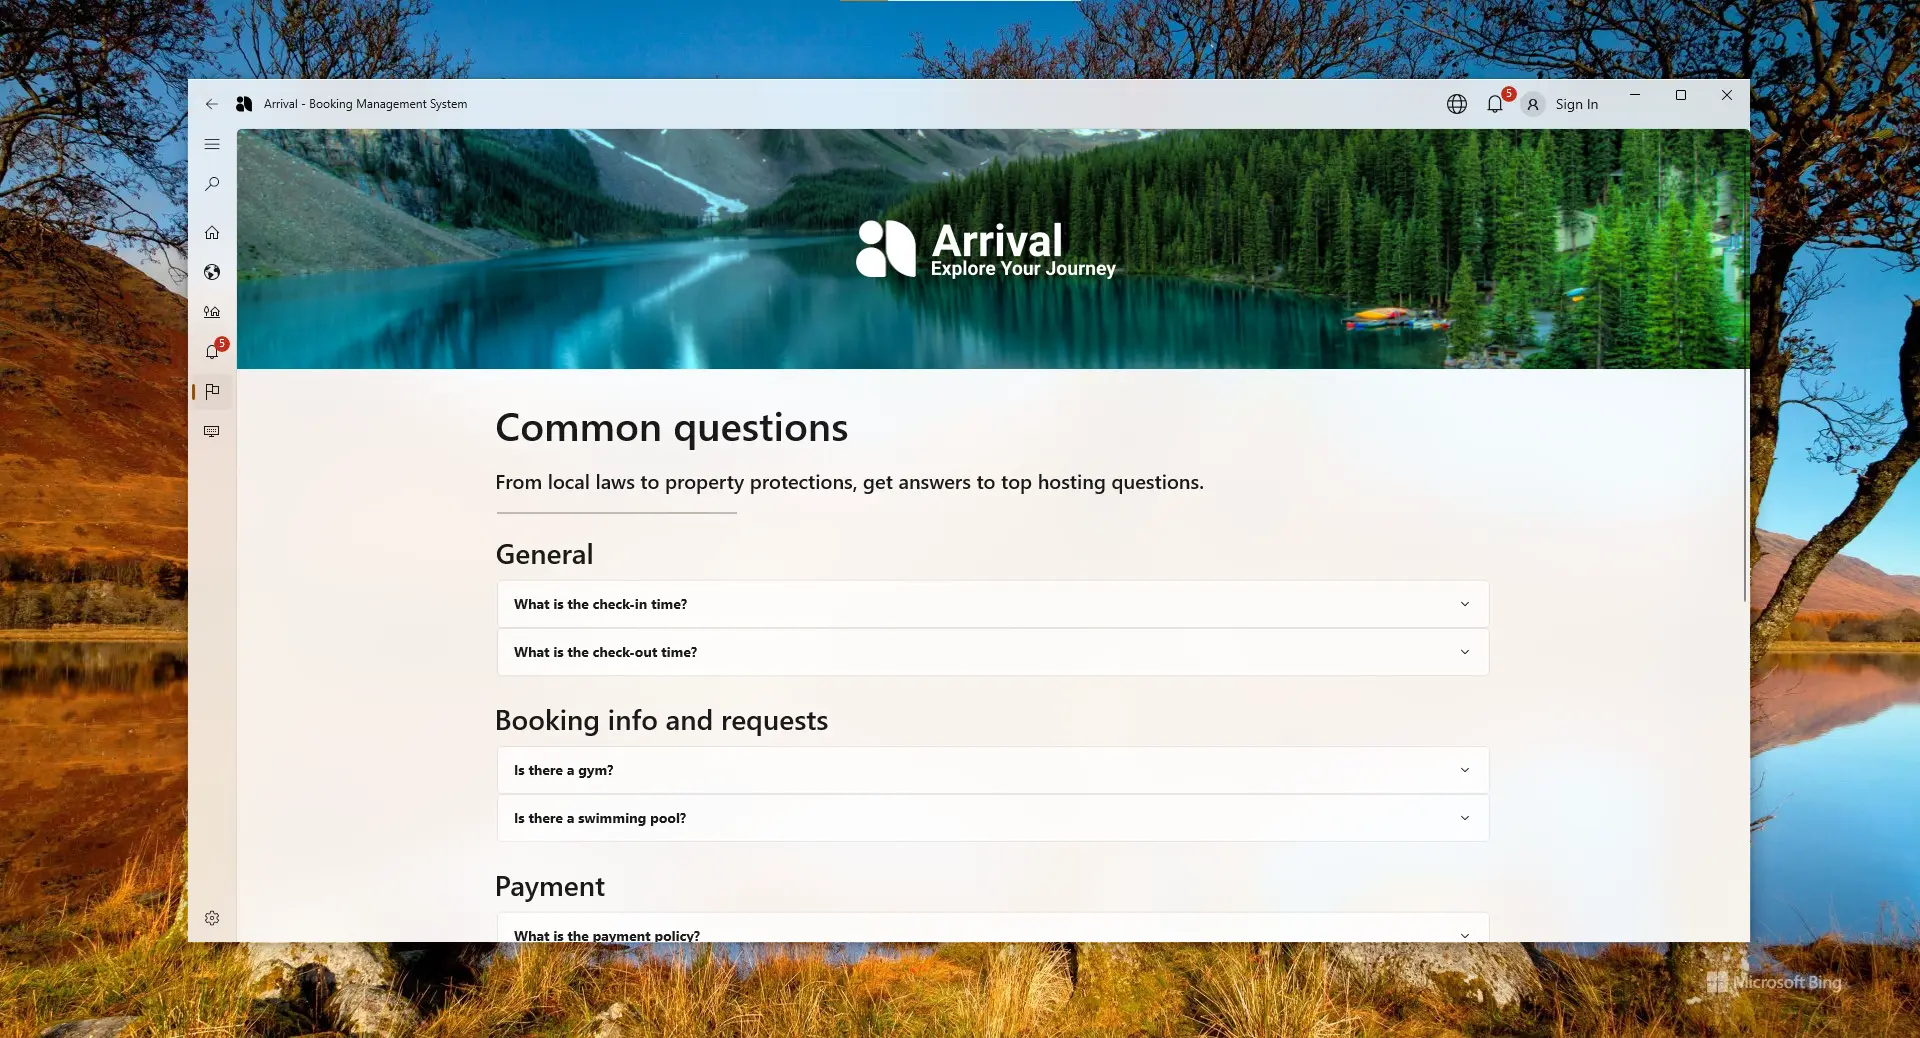 Arrival - Booking Management System
5
Sign In
Arrival
Explore Your Journey
5
Common questions
From local laws to property protections, get answers to top hosting questions.
General
What is the check-in time?
What is the check-out time?
Booking info and requests
Is there a gym?
Is there a swimming pool?
Payment
What is the payment policy?
Microsoft Bing